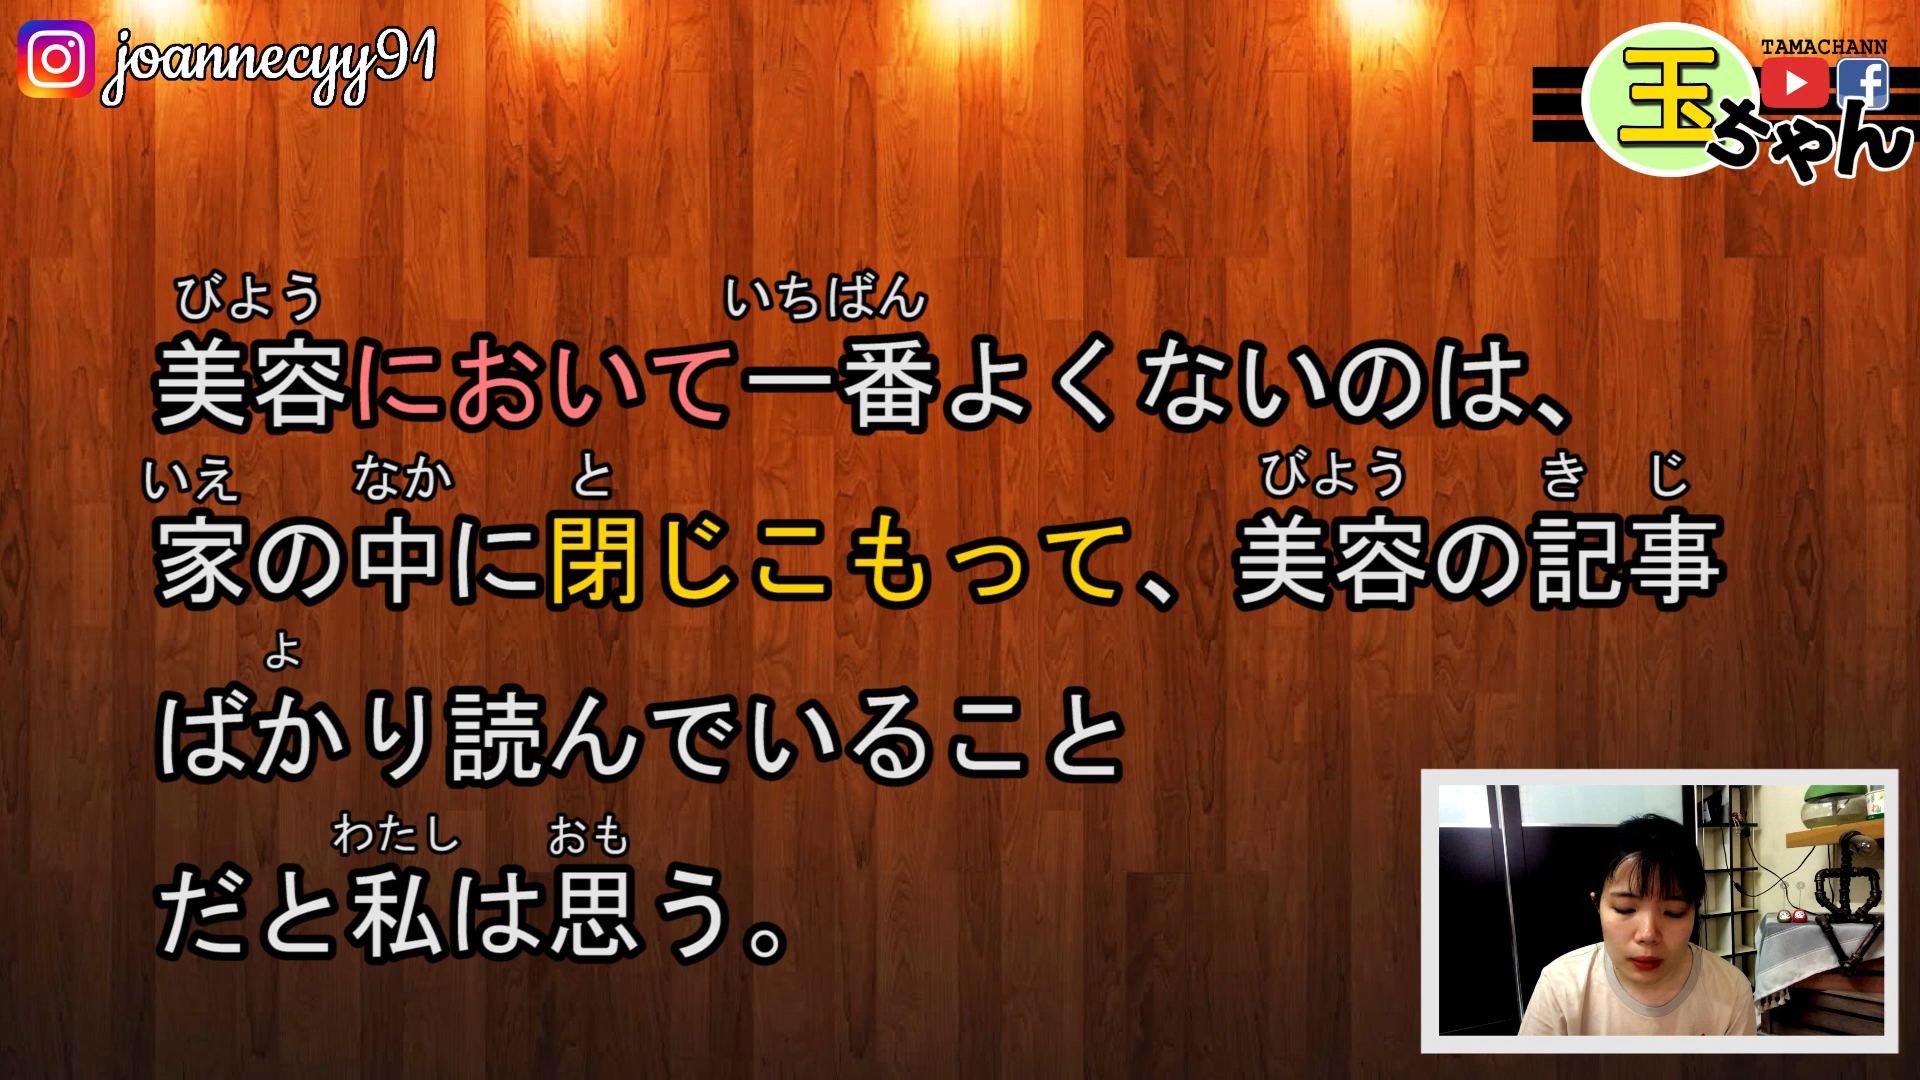 joannecyy91
TAMACHANN
玉ちゃん
びよう いちばん
美容において一番よくないのは、
いえ なか と びよう き じ
家の中に閉じこもって、美容の記事
ょ
ばかり読んでいること
わたし おも
だと私は思う。